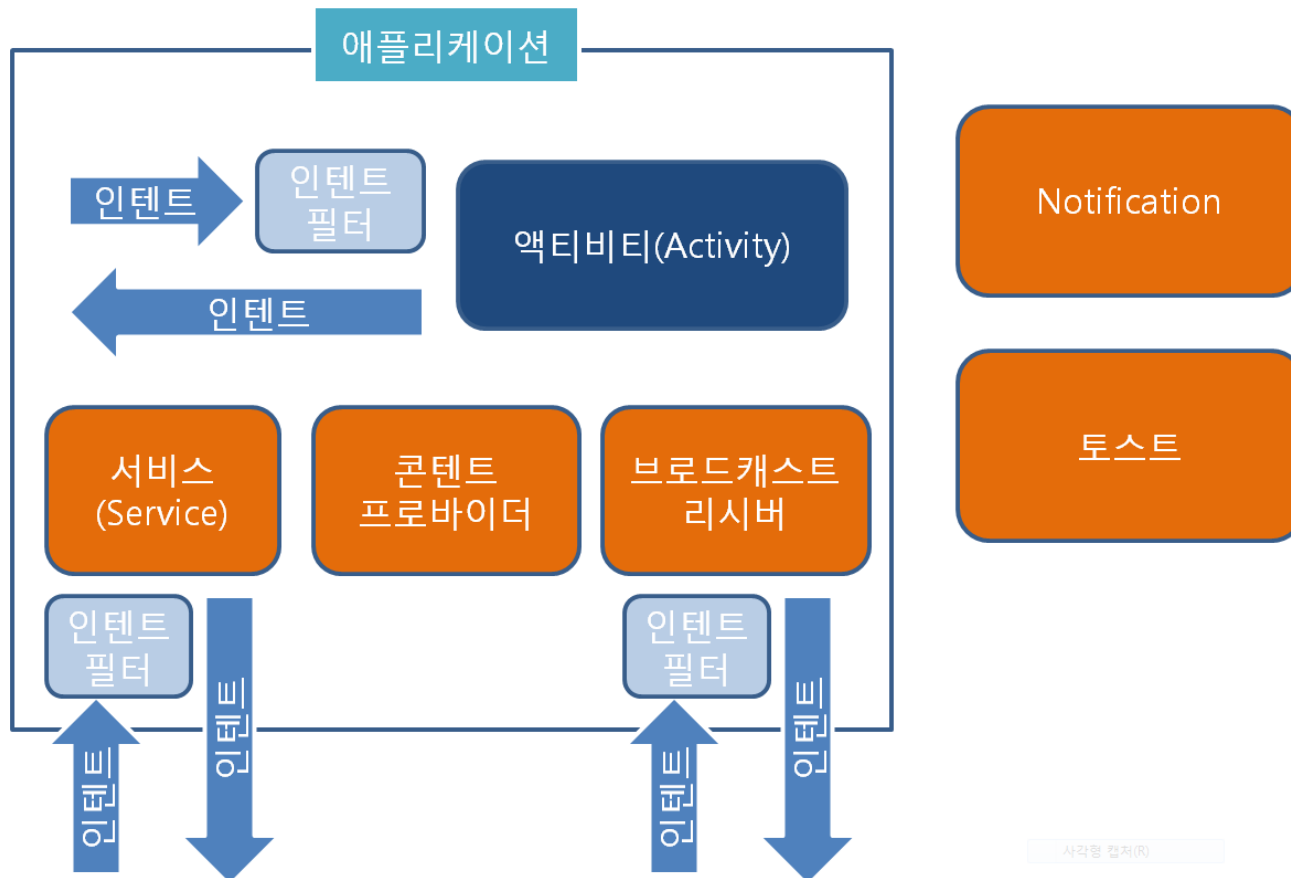 애플리케이션
인텐트
인텐트
필터
액티비티(Activity)
인텐트
Notification
토스트
서비스
(Service)
콘텐트
프로바이더
브로드캐스트
리시버
인텐트
필터
인텐트
인텐트
인텐트
필터
인텐트
인텐트
사각형 캡처(R)